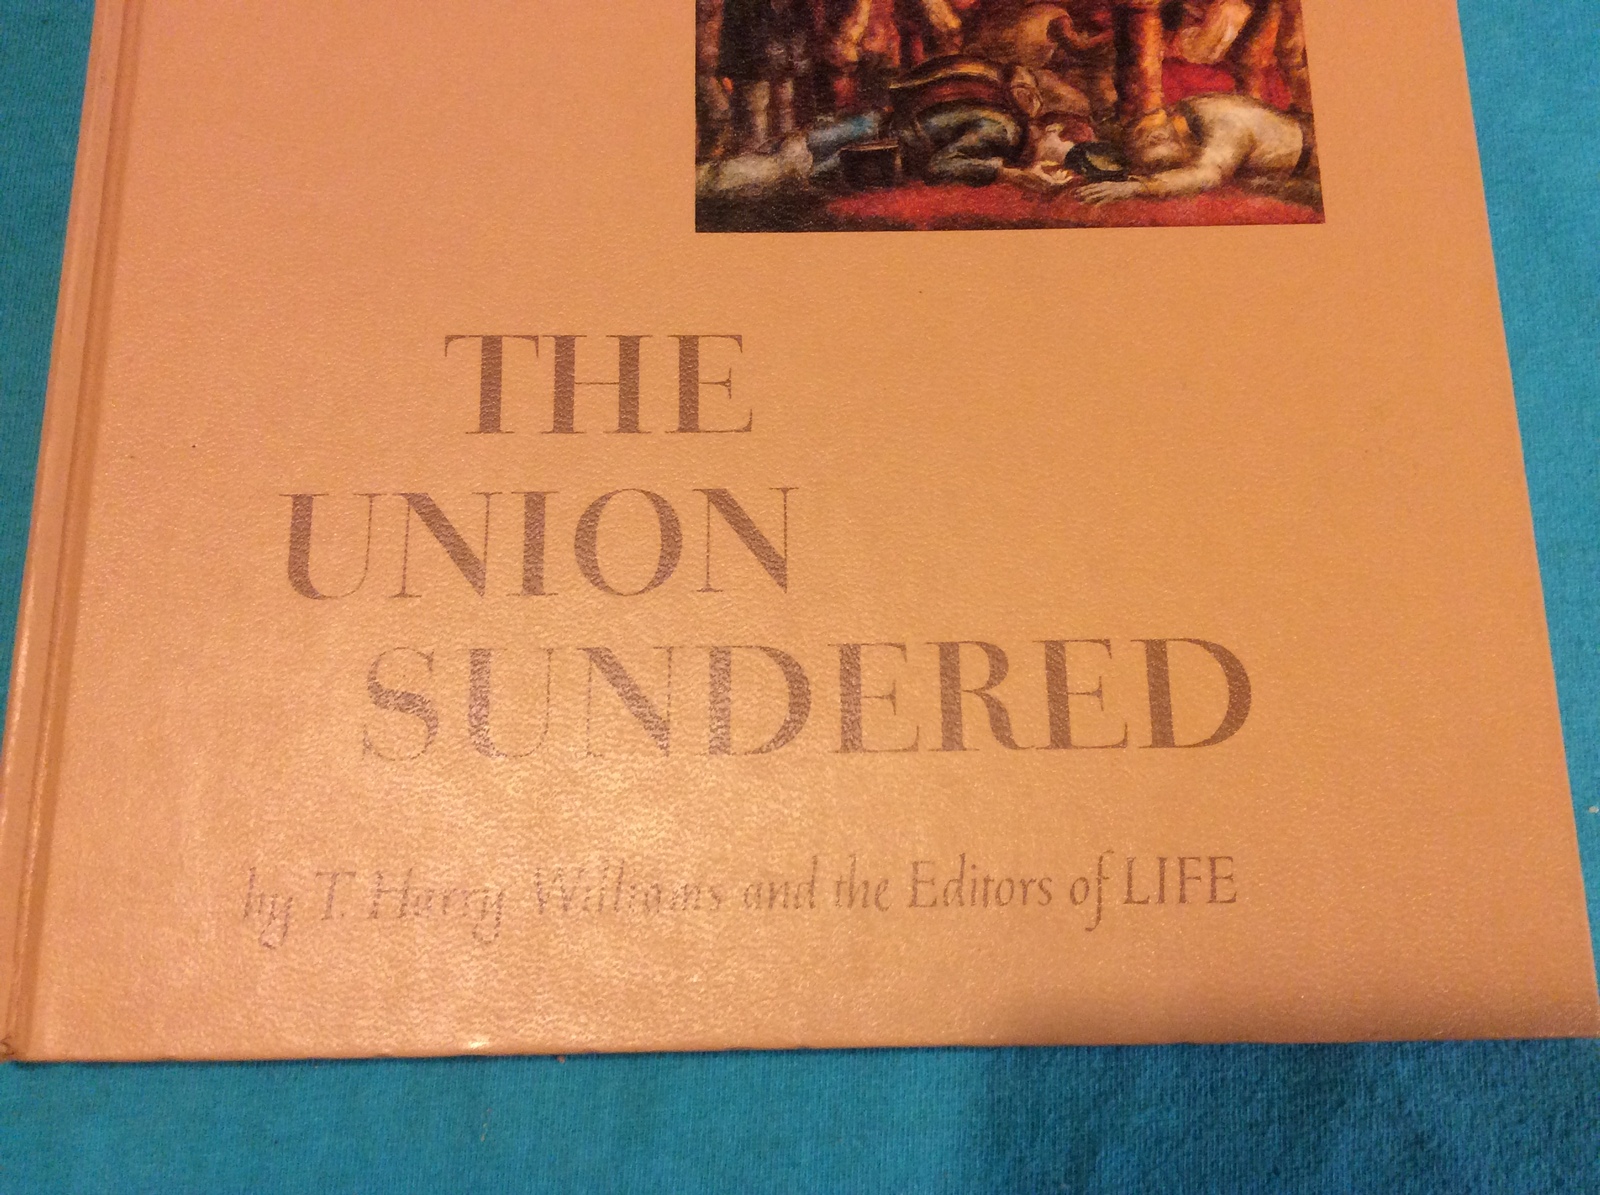 THE
UNION
SUNDERED
by T. Harry Williams and the Editors of LIFE